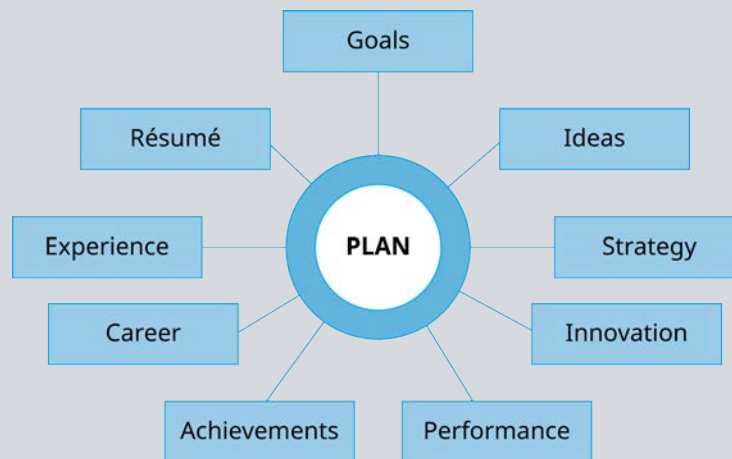 Goals
Résumé
Ideas
Experience
PLAN
Strategy
Career
Innovation
Achievements
Performance